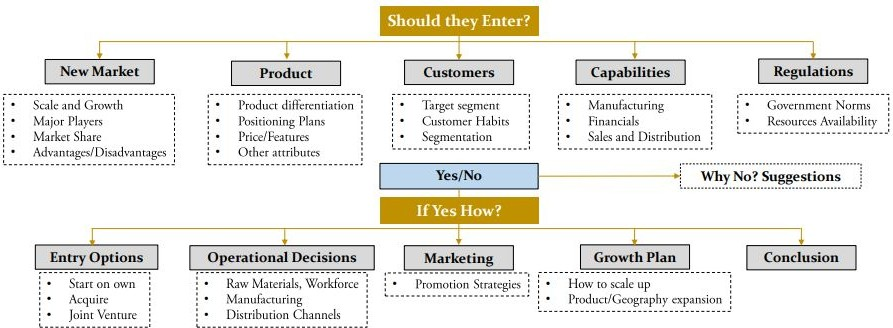 Should they Enter?
New Market
Product
Customers
Capabilities
Regulations
• Scale and Growth
• Major Players
• Market Share
• Advantages/Disadvantages
• Product differentiation
• Positioning Plans
• Price/Features
• Other attributes
• Target segment
• Customer Habits
• Segmentation
• Manufacturing
• Financials
• Sales and Distribution
• Government Norms
• Resources Availability
Yes/No
Why No? Suggestions
If Yes How?
Entry Options
Operational Decisions
Marketing
Growth Plan
Conclusion
• Start on own
• Acquire
• Joint Venture
• Raw Materials, Workforce
• Manufacturing
• Distribution Channels
• Promotion Strategies
• How to scale up
• Product/Geography expansion